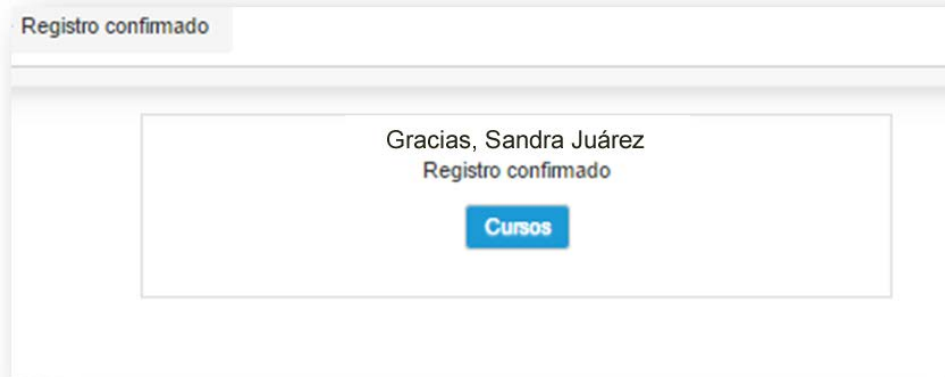 Registro confirmado
Gracias, Sandra Juárez
Registro confirmado
Cursos